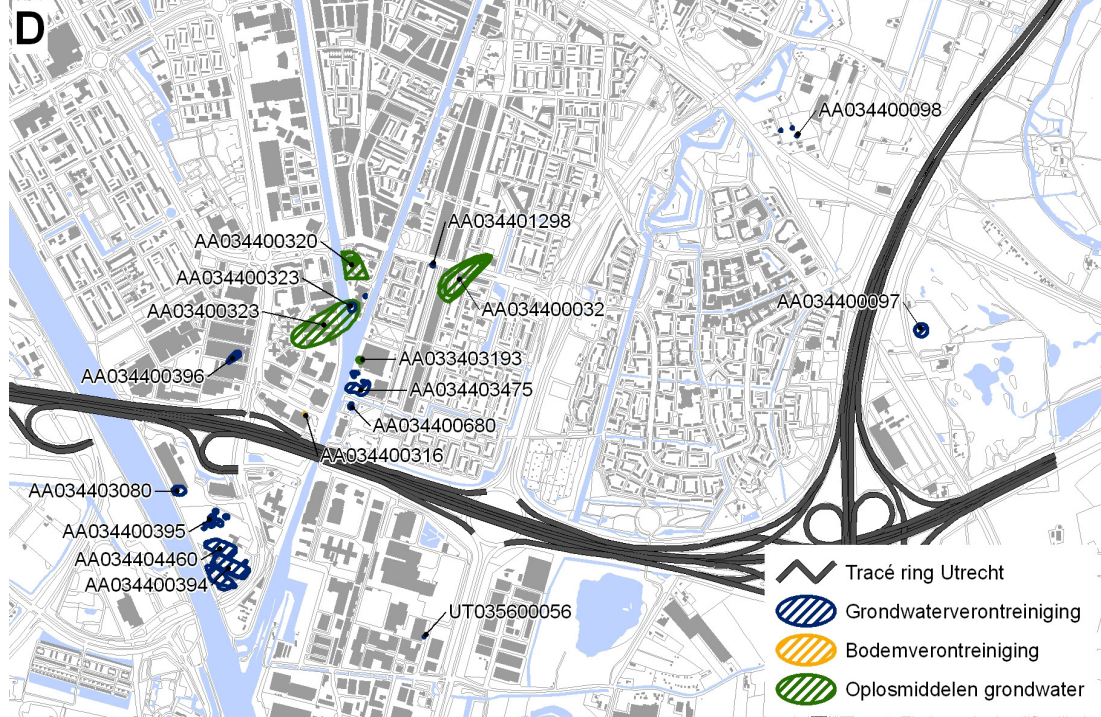 D
AA034400098
AA034401298
AA034400320
AA034400323
AA03400323
AA034400032
AA034400097
AA033403193
AA034400396
AA034403475
AA034400680
AA034400316
AA034403080
AA034400395
AA034404460
AA034400394
UT035600056
Tracé ring Utrecht
Grondwaterverontreiniging
Bodemverontreiniging
Oplosmiddelen grondwater